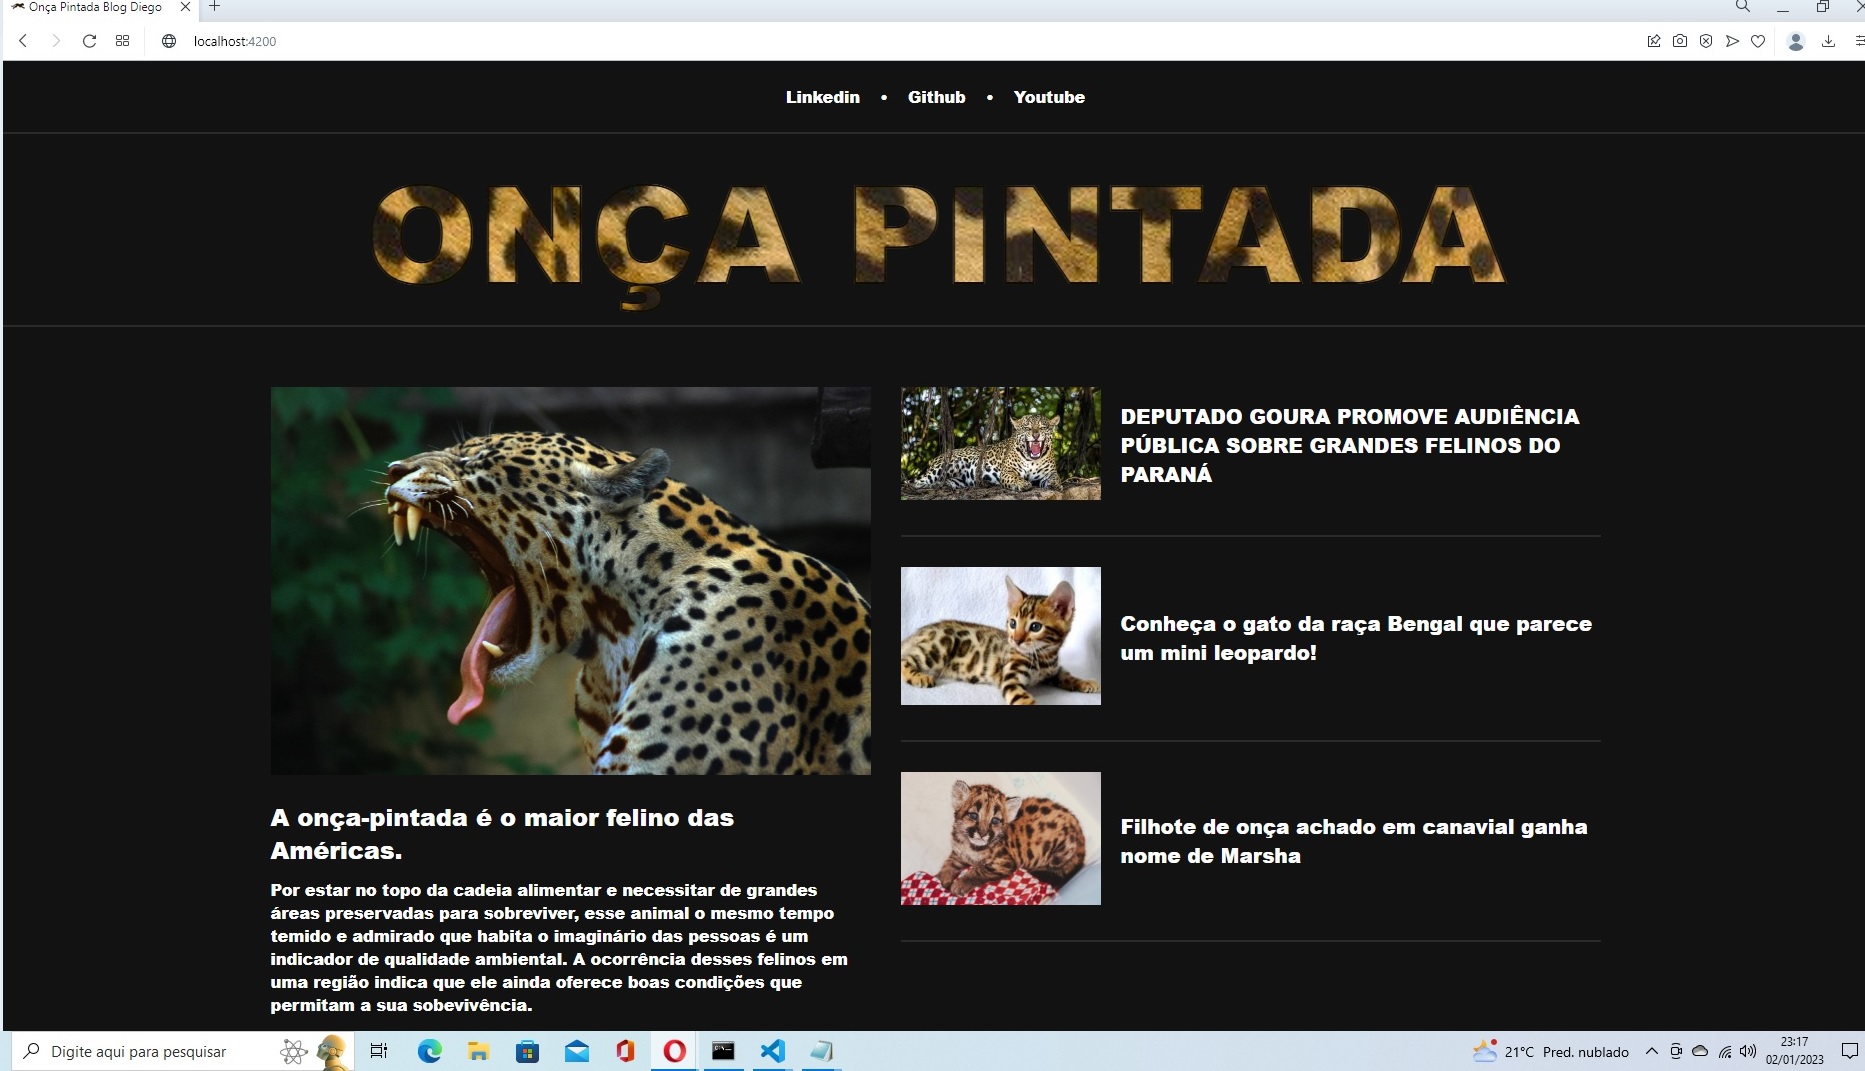 Onça Pintada Blog Diego
localhost:4200
Linkedin • Github • Youtube
ONÇA PINTADA
A onça-pintada é o maior felino das
Américas.
Por estar no topo da cadeia alimentar e necessitar de grandes
áreas preservadas para sobreviver, esse animal o mesmo tempo
temido e admirado que habita o imaginário das pessoas é um
indicador de qualidade ambiental. A ocorrência desses felinos em
uma região indica que ele ainda oferece boas condições que
permitam a sua sobevivência.
DEPUTADO GOURA PROMOVE AUDIÊNCIA
PÚBLICA SOBRE GRANDES FELINOS DO
PARANÁ
Conheça o gato da raça Bengal que parece
um mini leopardo!
Filhote de onça achado em canavial ganha
nome de Marsha
Digite aqui para pesquisar
21°C Pred. nublado
23:17
02/01/2023